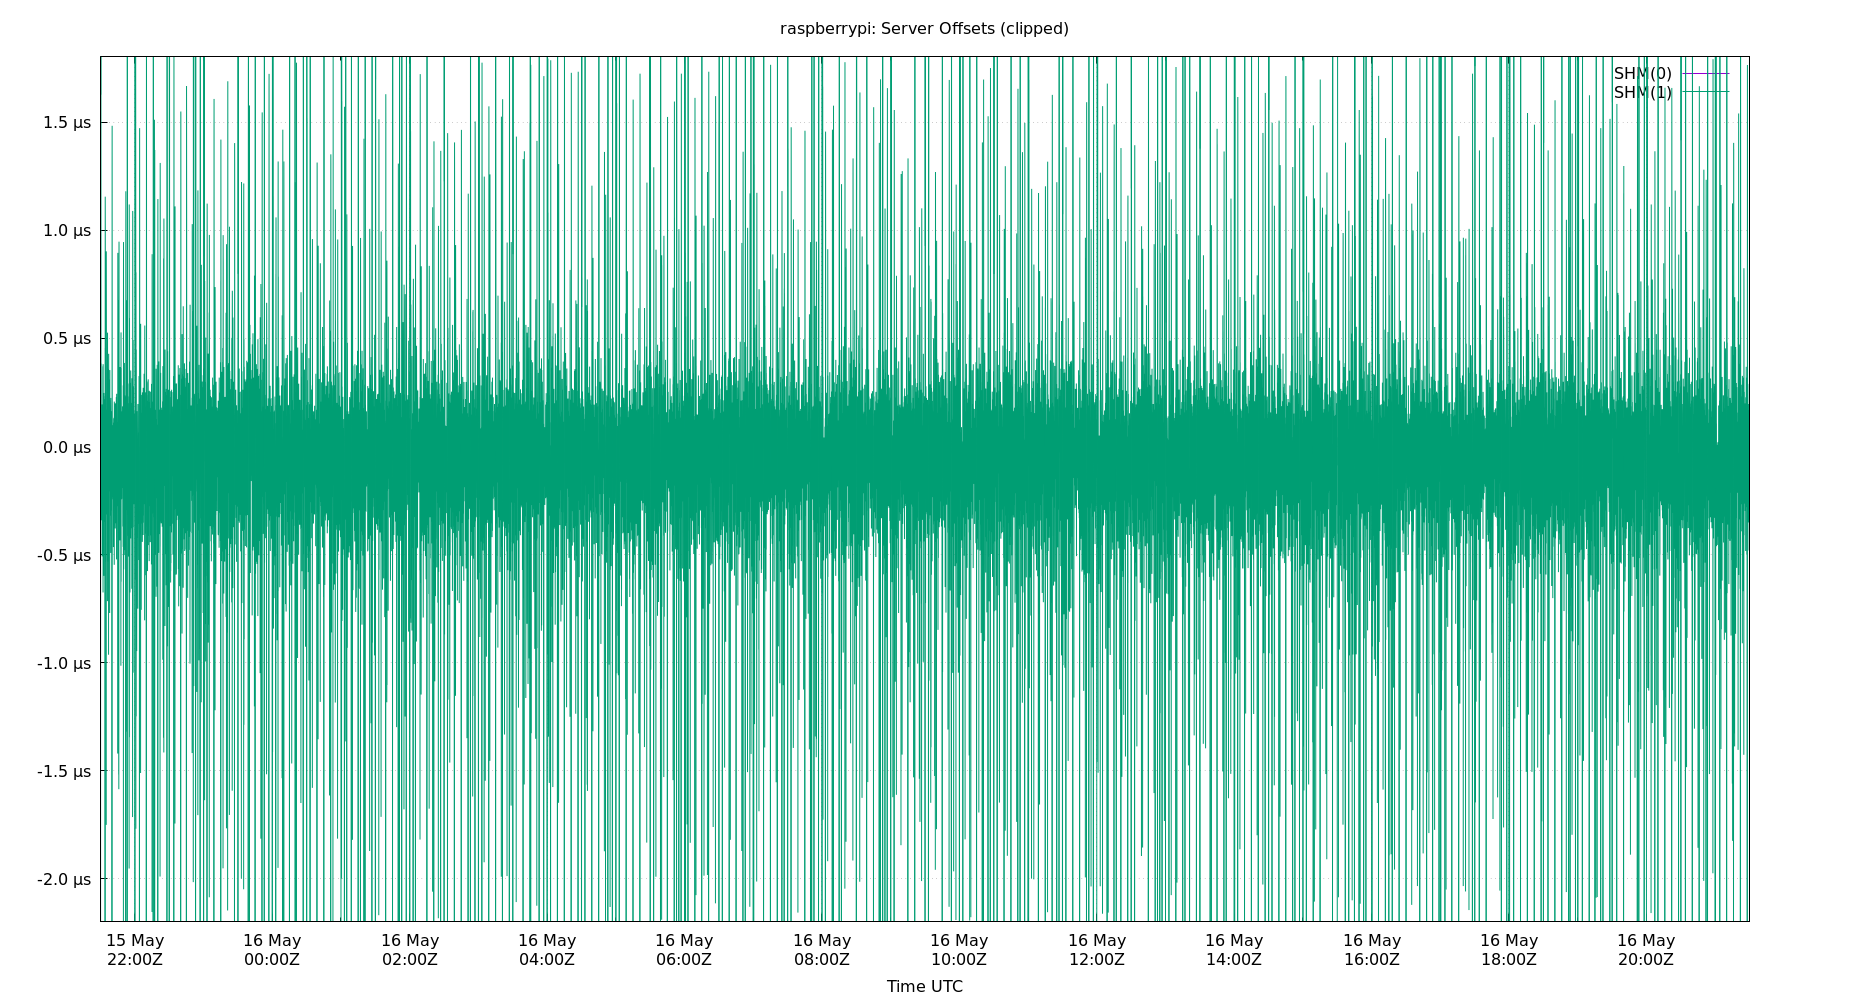 raspberrypi: Server Offsets (clipped)
SHM(0)
SHM(1)
1.5 µs
1.0 µs
0.5 µs
0.0 µs
-0.5 µs
-1.0 µs
-1.5 µs
-2.0 µs
15 May 16 May 16 May 16 May 16 May 16 May 16 May 16 May 16 May 16 May 16 May 16 May
22:00Z 00:00Z 02:00Z 04:00Z 06:00Z 08:00Z 10:00Z 12:00Z 14:00Z 16:00Z 18:00Z 20:00Z
Time UTC